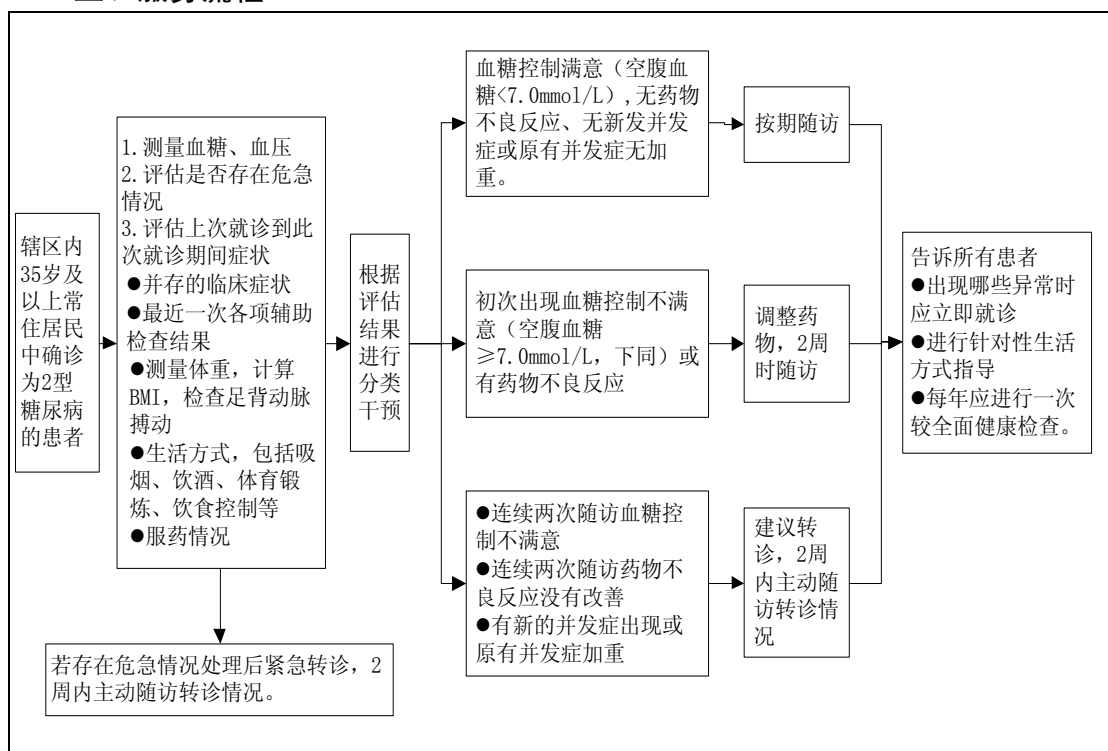 辖区内
35岁及
以上常
住居民
中确诊
为2型
糖尿病
的患者
1.测量血糖、血压
2.评估是否存在危急
情况
3.评估上次就诊到此
次就诊期间症状
●并存的临床症状
●最近一次各项辅助
检查结果
●测量体重，计算
BMI，检查足背动脉
搏动
●生活方式，包括吸
烟、饮酒、体育锻
炼、饮食控制等
●服药情况
若存在危急情况处理后紧急转诊，2
周内主动随访转诊情况。
根据
评估
结果
进行
分类
干预
血糖控制满意（空腹血
糖<7.0mmol/L）,无药物
不良反应、无新发并发
症或原有并发症无加
重。
按期随访
初次出现血糖控制不满
意（空腹血糖
≥7.0mmol/L，下同）或
有药物不良反应
调整药
物，2周
时随访
●连续两次随访血糖控
制不满意
●连续两次随访药物不
良反应没有改善
●有新的并发症出现或
原有并发症加重
建议转
诊，2周
内主动随
访转诊情
况
告诉所有患者
●出现哪些异常时
应立即就诊
●进行针对性生活
方式指导
●每年应进行一次
较全面健康检查。